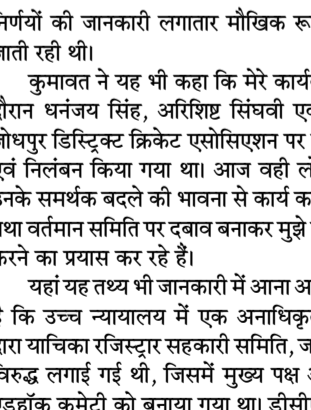 निर्णयों की जानकारी लगातार मौखिक रू
जाती रही थी।
कुमावत ने यह भी कहा कि मेरे कार्य
दौरान धनंजय सिंह, अरिशिष्ट सिंघवी एव
जोधपुर डिस्ट्रिक्ट क्रिकेट एसोसिएशन पर
एवं निलंबन किया गया था। आज वही ल
उनके समर्थक बदले की भावना से कार्य क
तथा वर्तमान समिति पर दबाव बनाकर मुझे
करने का प्रयास कर रहे हैं।
यहां यह तथ्य भी जानकारी में आना अ
है कि उच्च न्यायालय में एक अनाधिकृ
द्वारा याचिका रजिस्ट्रार सहकारी समिति, ज
विरुद्ध लगाई गई थी, जिसमें मुख्य पक्ष
एडहॉक कमेटी को बनाया गया था। डीसी